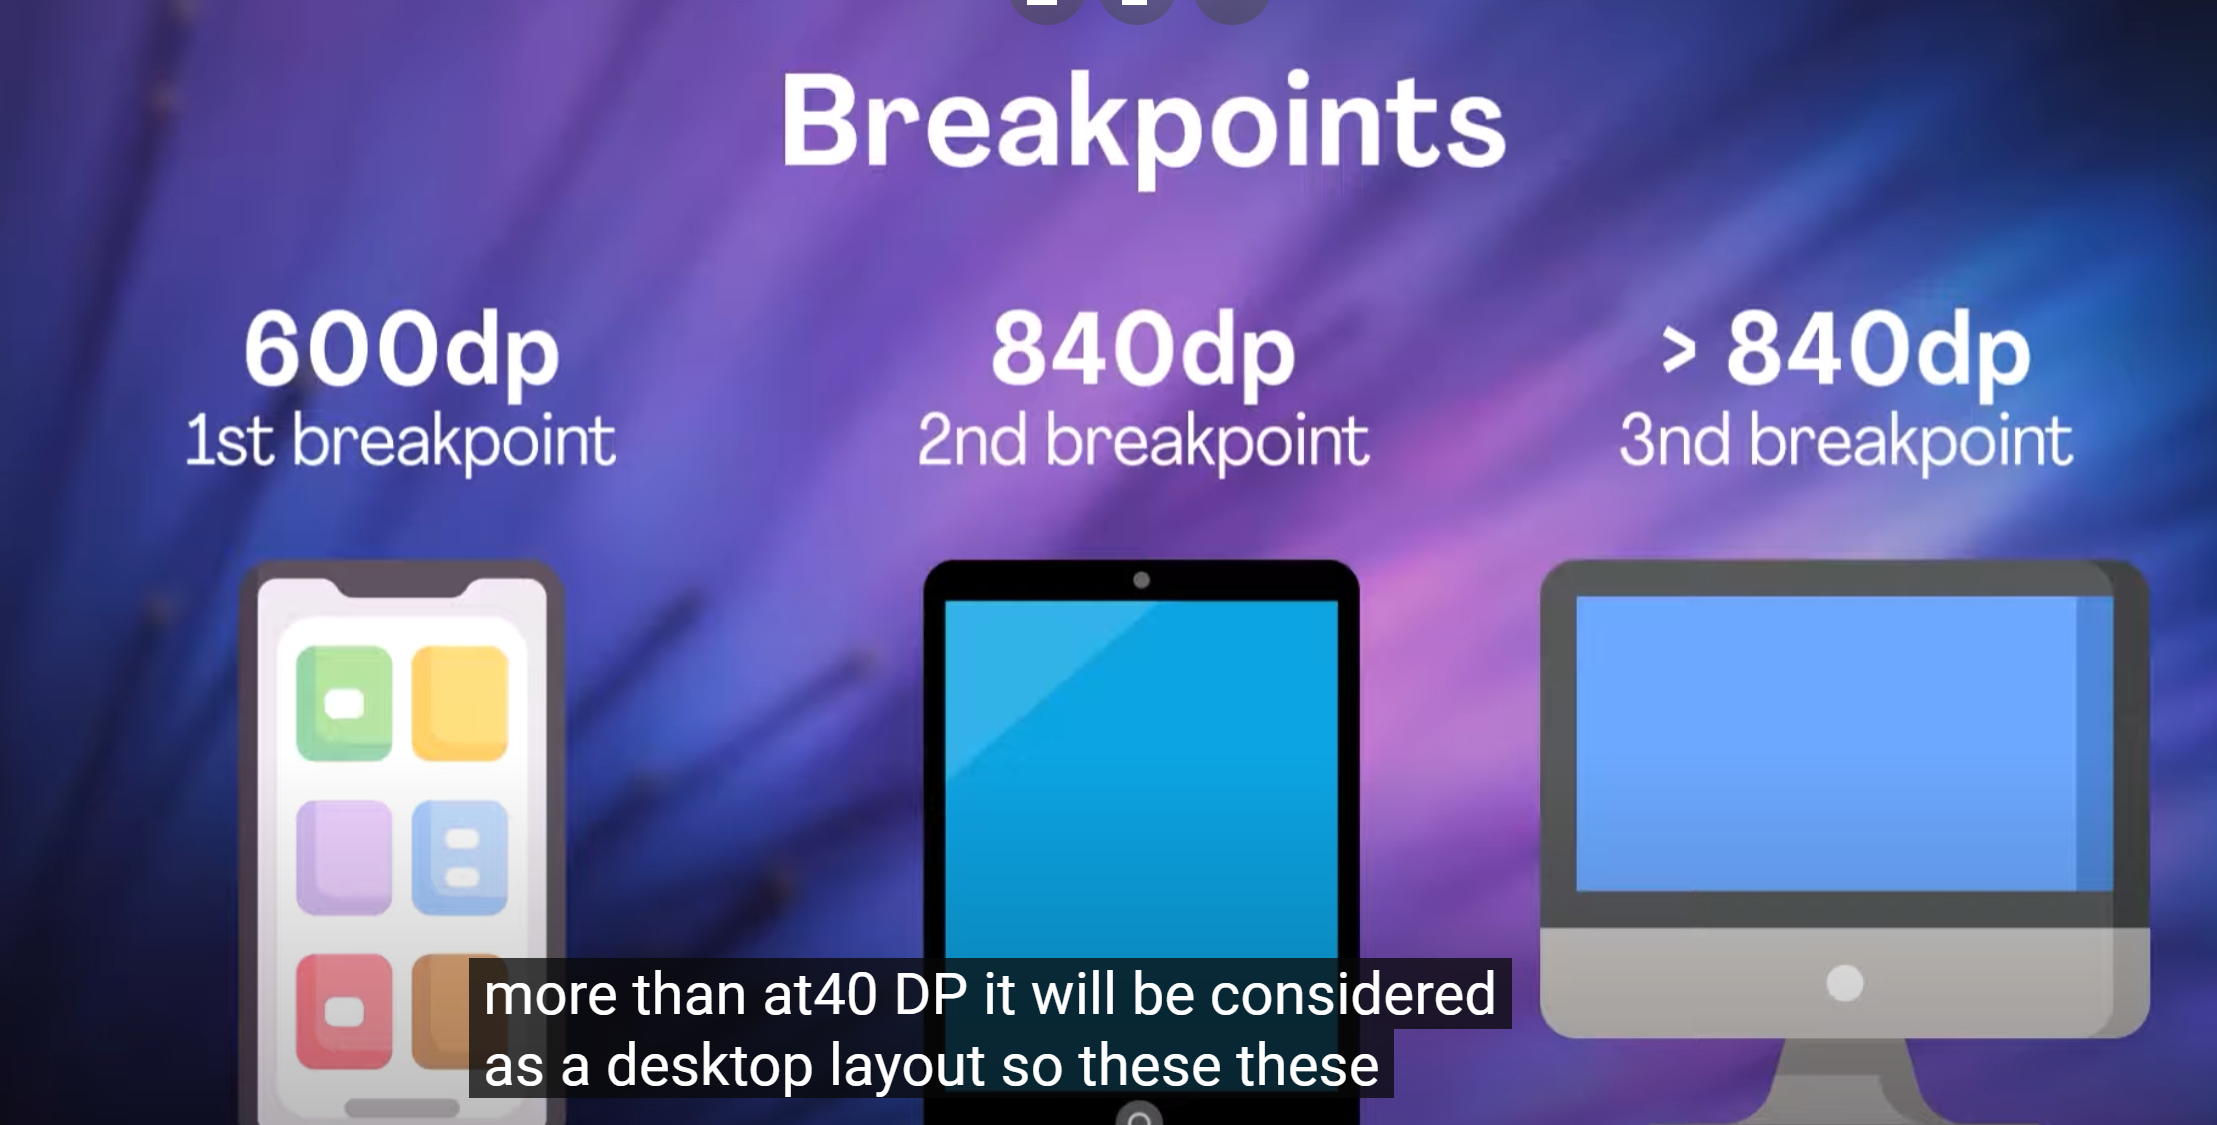 Breakpoints
600dp
1st breakpoint
840dp
2nd breakpoint
> 840dp
3nd breakpoint
more than at40 DP it will be considered
as a desktop layout so these these